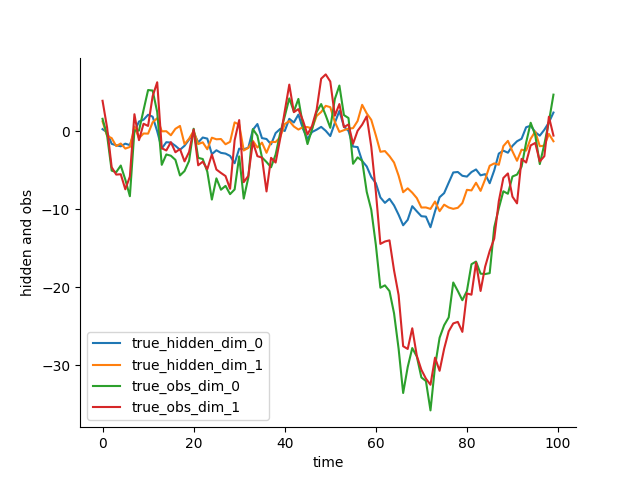 hidden and obs
0
−10
−20
−30
true_hidden_dim_0
true_hidden_dim_1
true_obs_dim_0
true_obs_dim_1
0 20 40 60 80 100
time